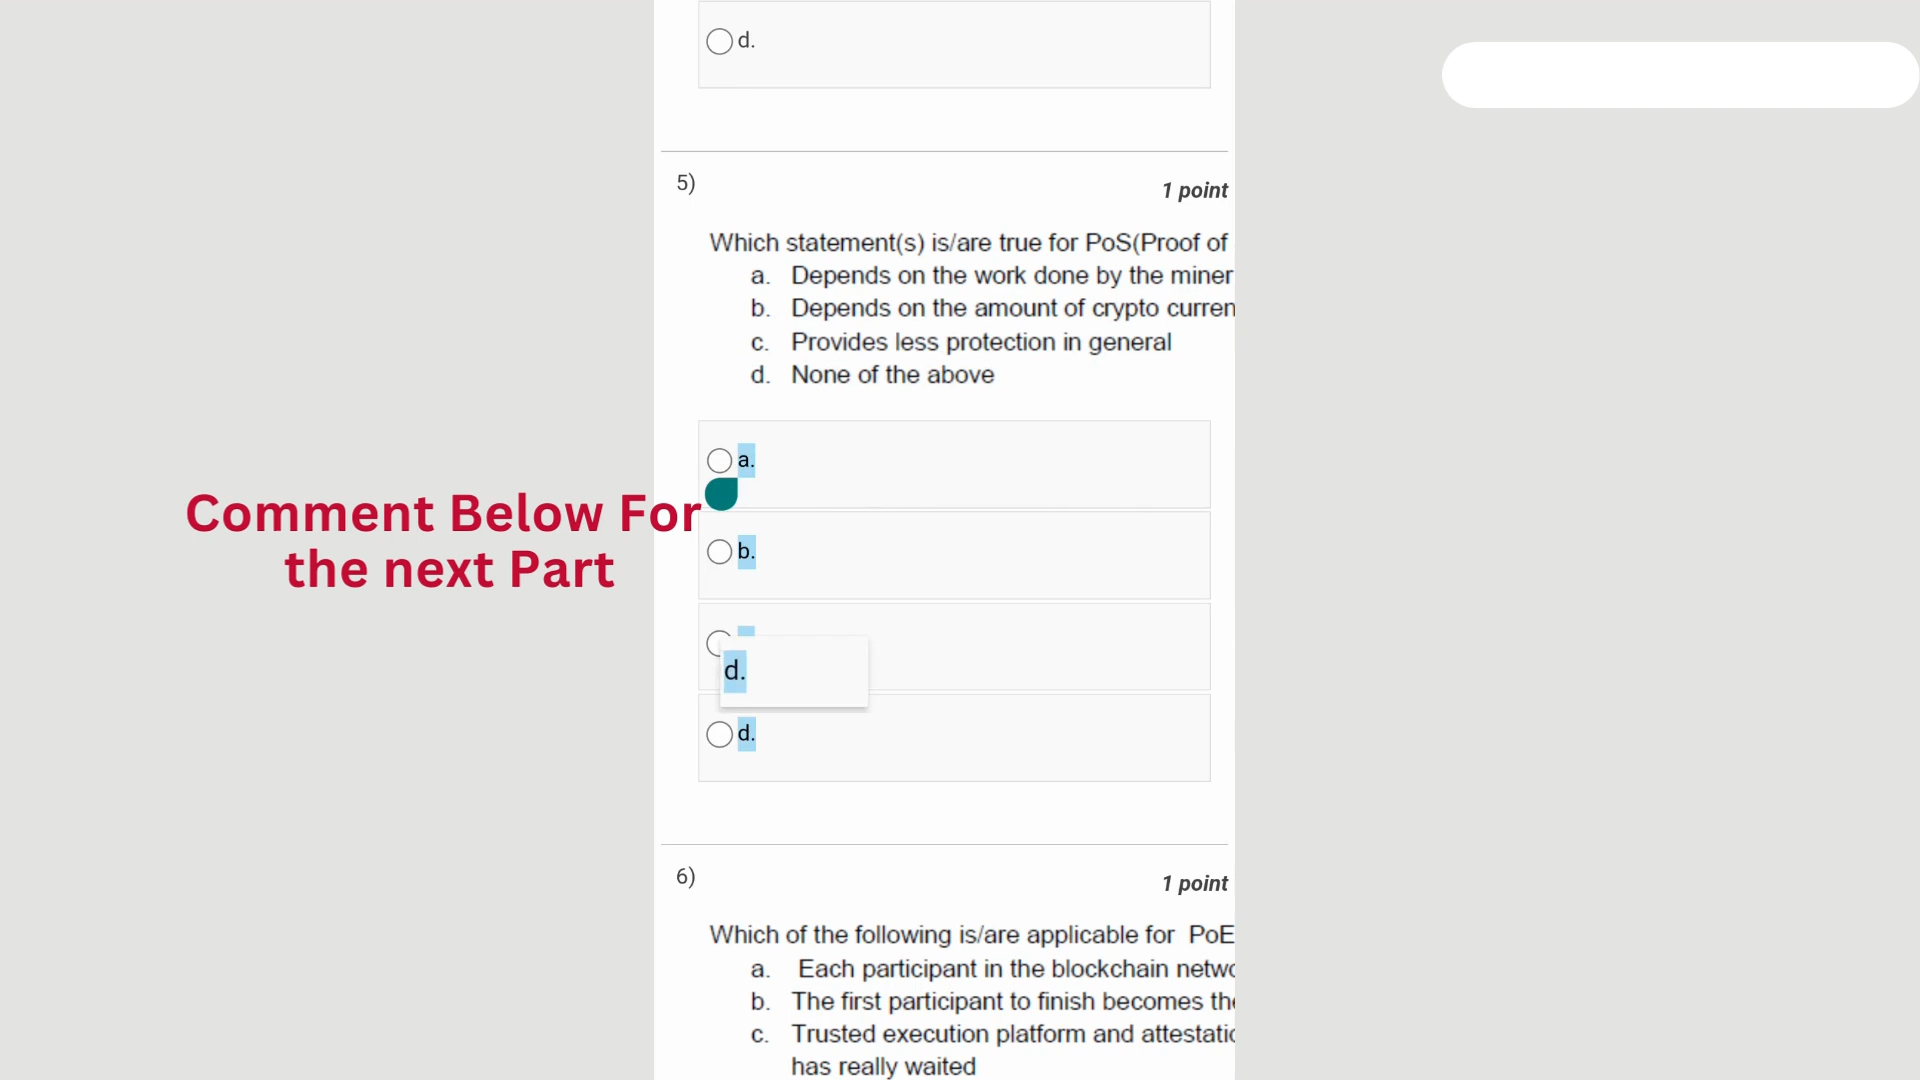 d.
5)
1 point
Which statement(s) is/are true for PoS(Proof of
a. Depends on the work done by the miner
b. Depends on the amount of crypto curren
c. Provides less protection in general
d. None of the above
a.
Comment Below For
the next Part
b.
d.
d.
6)
1 point
Which of the following is/are applicable for PoE
a. Each participant in the blockchain netwo
b. The first participant to finish becomes the
c. Trusted execution platform and attestatio
has really waited